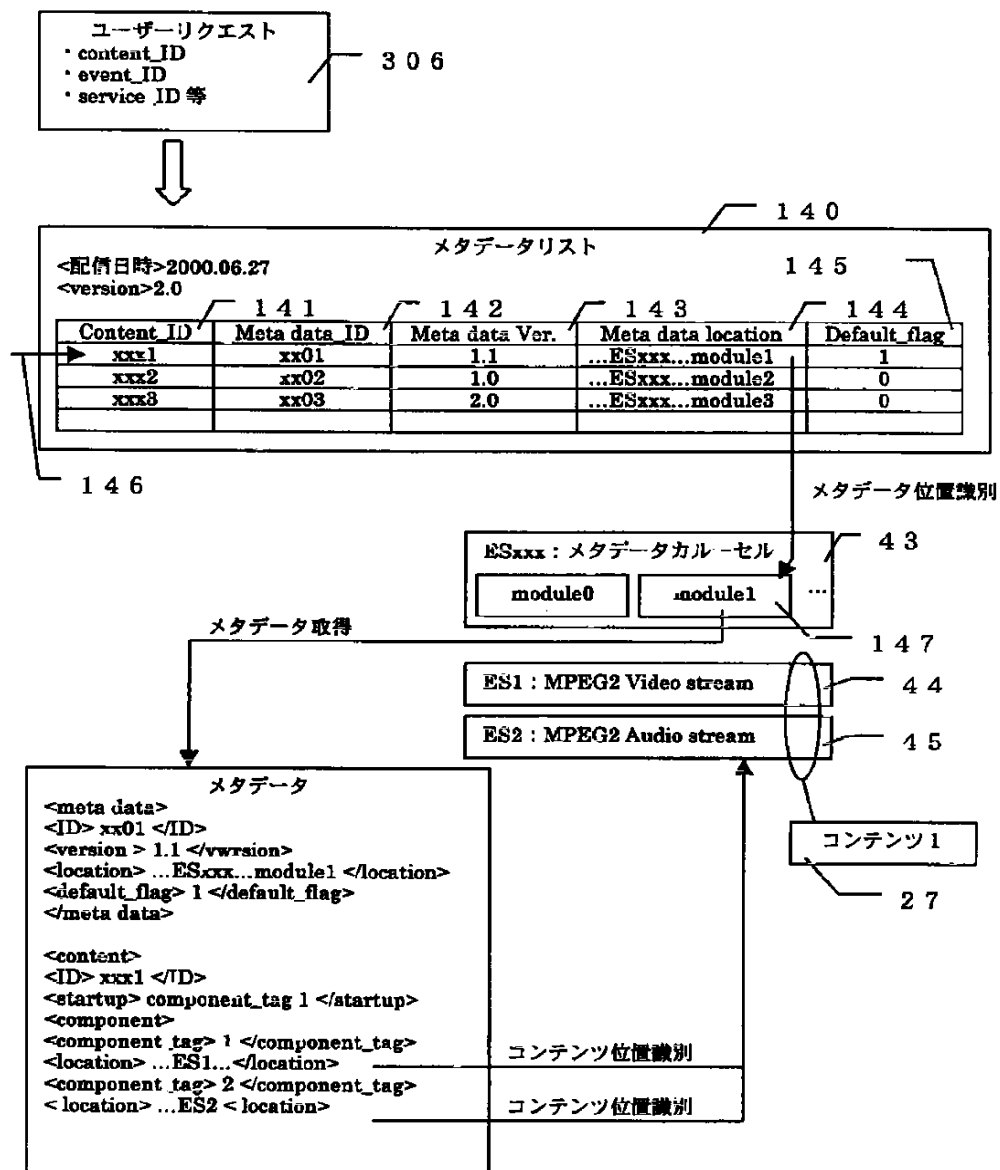 ユーザーリクエスト
・content_ID
・event_ID
・service_ID 等
３０６
１４０
メタデータリスト
<配信日時>2000.06.27
<version>2.0
１４５
１４１ １４２ １４３ １４４
Content_ID Meta data_ID Meta data Ver. Meta data location Default_flag
xxx1 xx01 1.1 ...ESxxx...module1 1
xxx2 xx02 1.0 ...ESxxx...module2 0
xxx3 xx03 2.0 ...ESxxx...module3 0
１４６
メタデータ位置識別
ESxxx：メタデータカルーセル
４３
module0 module1 ...
１４７
メタデータ取得
ES1：MPEG2 Video stream
４４
ES2：MPEG2 Audio stream
４５
コンテンツ１
２７
メタデータ
<meta data>
<ID> xx01 </ID>
<version > 1.1 </vwrsion>
<location> ...ESxxx...module1 </location>
<default_flag> 1 </default_flag>
</meta data>
<content>
<ID> xxx1 </ID>
<startup> component_tag 1 </startup>
<component>
<component_tag> 1 </component_tag>
<location> ...ES1... </location>
<component_tag> 2 </component_tag>
< location> ...ES2 < location>
コンテンツ位置識別
コンテンツ位置識別